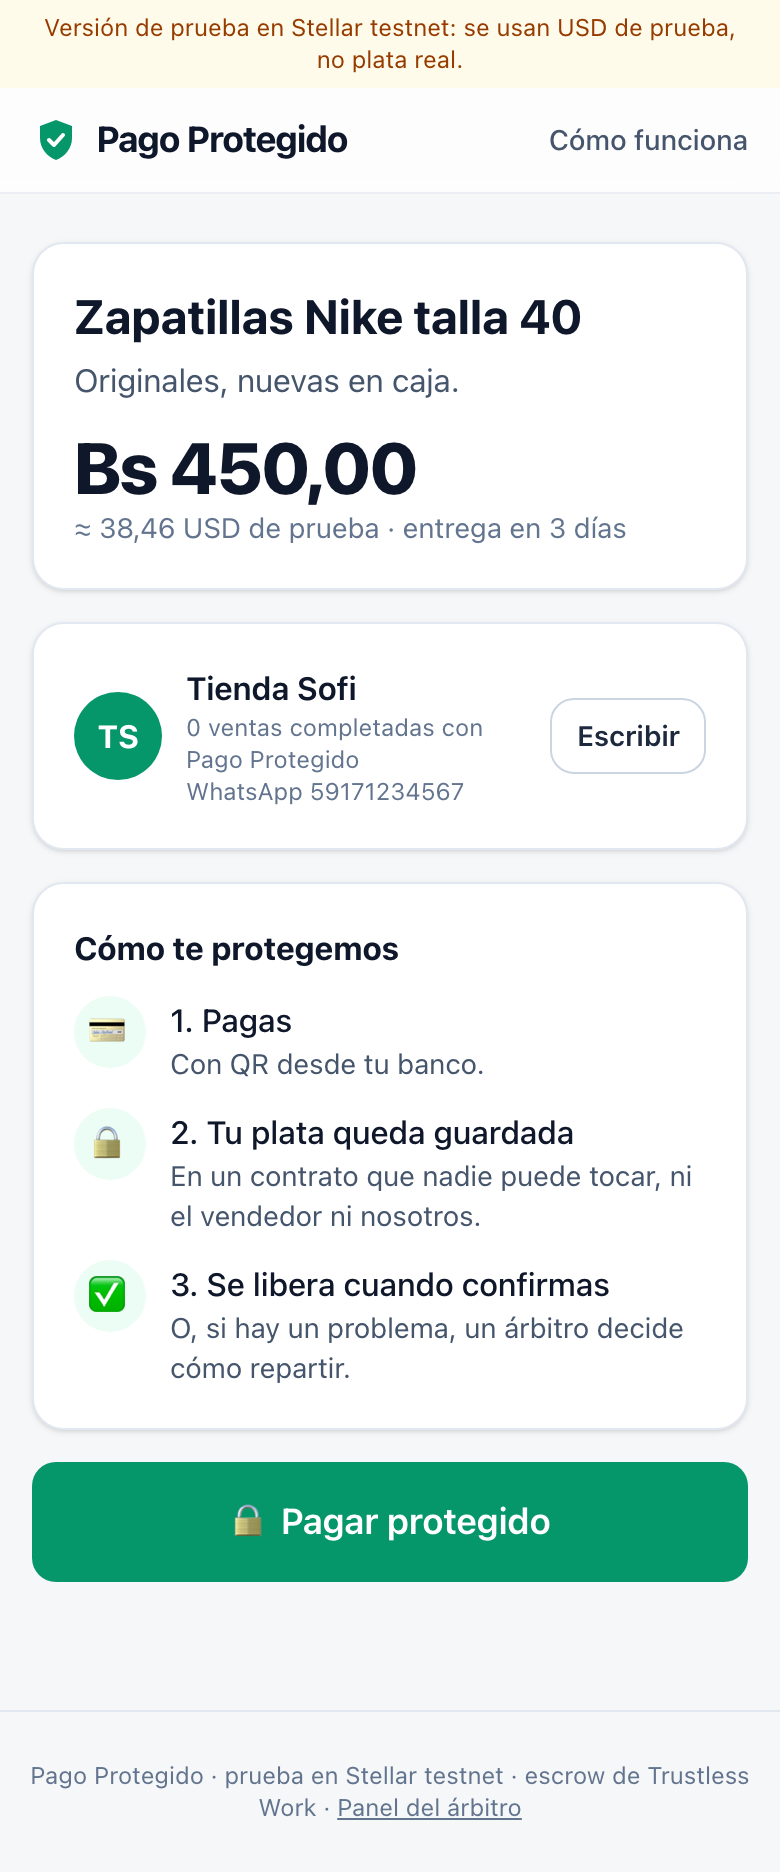 Versión de prueba en Stellar testnet: se usan USD de prueba,
no plata real.
Pago Protegido
Cómo funciona
Zapatillas Nike talla 40
Originales, nuevas en caja.
Bs 450,00
≈ 38,46 USD de prueba · entrega en 3 días
TS
Tienda Sofi
0 ventas completadas con
Pago Protegido
WhatsApp 59171234567
Escribir
Cómo te protegemos
1. Pagas
Con QR desde tu banco.
2. Tu plata queda guardada
En un contrato que nadie puede tocar, ni
el vendedor ni nosotros.
3. Se libera cuando confirmas
O, si hay un problema, un árbitro decide
cómo repartir.
🔒 Pagar protegido
Pago Protegido · prueba en Stellar testnet · escrow de Trustless
Work · Panel del árbitro